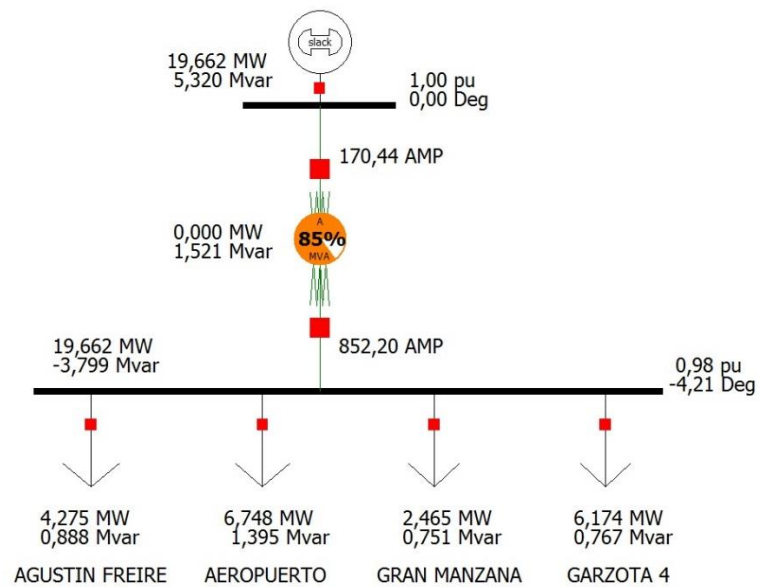 slack
19,662 MW
5,320 Mvar
1,00 pu
0,00 Deg
170,44 AMP
0,000 MW
1,521 Mvar
A
85%
MVA
19,662 MW
-3,799 Mvar
852,20 AMP
0,98 pu
-4,21 Deg
4,275 MW
0,888 Mvar
6,748 MW
1,395 Mvar
2,465 MW
0,751 Mvar
6,174 MW
0,767 Mvar
AGUSTIN FREIRE
AEROPUERTO
GRAN MANZANA
GARZOTA 4